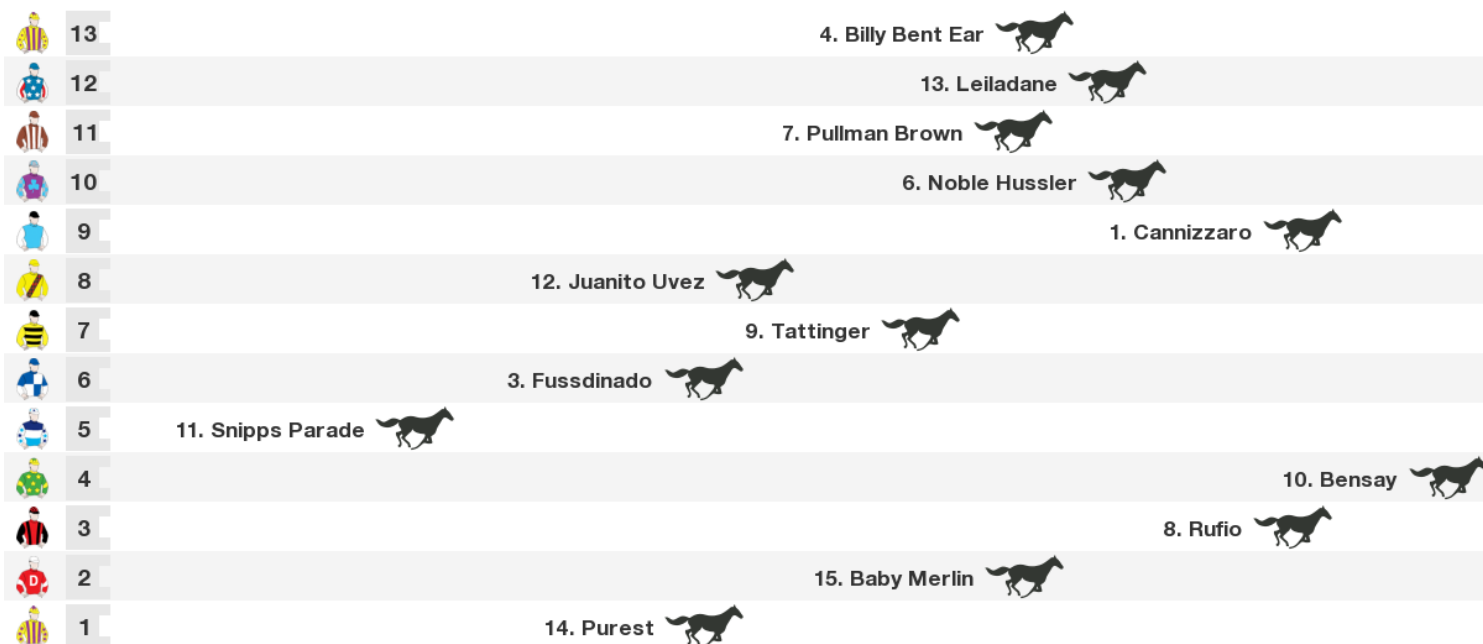 13 4. Billy Bent Ear
12 13. Leiladane
11 7. Pullman Brown
10 6. Noble Hussler
9 1. Cannizzaro
8 12. Juanito Uvez
7 9. Tattinger
6 3. Fussdinado
5 11. Snipps Parade
4 10. Bensay
3 8. Rufio
D 2 15. Baby Merlin
1 14. Purest